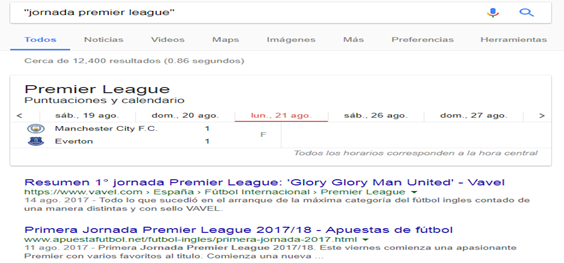 "jornada premier league"
Todos Noticias Videos Maps Imágenes Más Preferencias Herramientas
Cerca de 12,400 resultados (0.86 segundos)
Premier League
Puntuaciones y calendario
< sáb., 19 ago. dom., 20 ago. lun., 21 ago. sáb., 26 ago. dom., 27 ago. >
Manchester City F.C. 1
F
Everton 1
Todos los horarios corresponden a la hora central
Resumen 1° jornada Premier League: 'Glory Glory Man United' - Vavel
https://www.vavel.com › España › Fútbol Internacional › Premier League
14 ago. 2017 - Todo lo que sucedió en el arranque de la máxima categoría del fútbol ingles contado de
una manera distintas y con sello VAVEL.
Primera Jornada Premier League 2017/18 - Apuestas de fútbol
www.apuestafutbol.net/futbol-ingles/primera-jornada-2017.html
11 ago. 2017 - Primera Jornada Premier League 2017/18. Este viernes comienza una apasionante
Premier con varios favoritos al titulo. Comienza una nueva ...